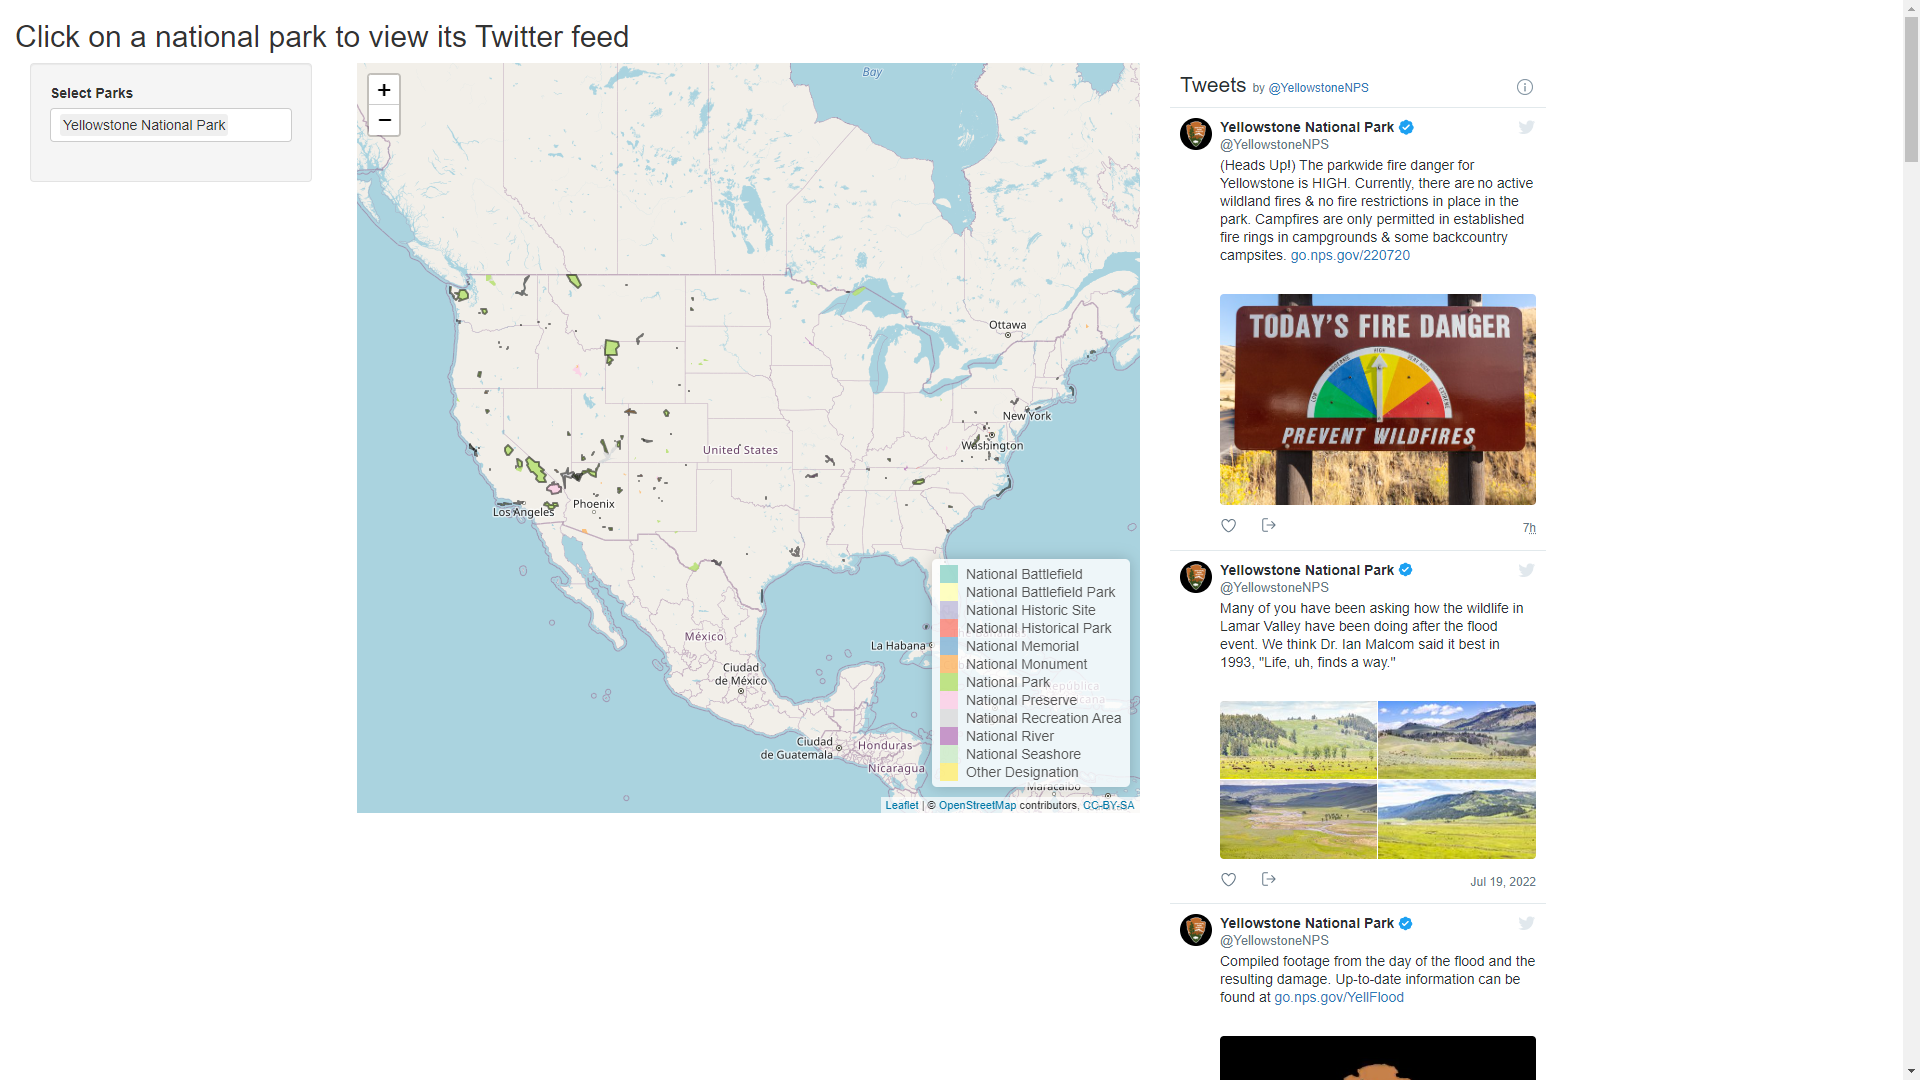 Click on a national park to view its Twitter feed
Select Parks
Yellowstone National Park
+
−
Bay
Ottawa
New York
Washington
United States
Phoenix
Los Angeles
México
La Habana
Ciudad
de México
Ciudad
de Guatemala
Honduras
Nicaragua
Maracaibo
National Battlefield
National Battlefield Park
National Historic Site
National Historical Park
National Memorial
National Monument
National Park
National Preserve
National Recreation Area
National River
National Seashore
Other Designation
Leaflet | © OpenStreetMap contributors, CC-BY-SA
Tweets by @YellowstoneNPS
Yellowstone National Park
@YellowstoneNPS
(Heads Up!) The parkwide fire danger for
Yellowstone is HIGH. Currently, there are no active
wildland fires & no fire restrictions in place in the
park. Campfires are only permitted in established
fire rings in campgrounds & some backcountry
campsites. go.nps.gov/220720
TODAY'S FIRE DANGER
LOW
MODERATE
HIGH
VERY HIGH
EXTREME
PREVENT WILDFIRES
7h
Yellowstone National Park
@YellowstoneNPS
Many of you have been asking how the wildlife in
Lamar Valley have been doing after the flood
event. We think Dr. Ian Malcom said it best in
1993, "Life, uh, finds a way."
Jul 19, 2022
Yellowstone National Park
@YellowstoneNPS
Compiled footage from the day of the flood and the
resulting damage. Up-to-date information can be
found at go.nps.gov/YellFlood